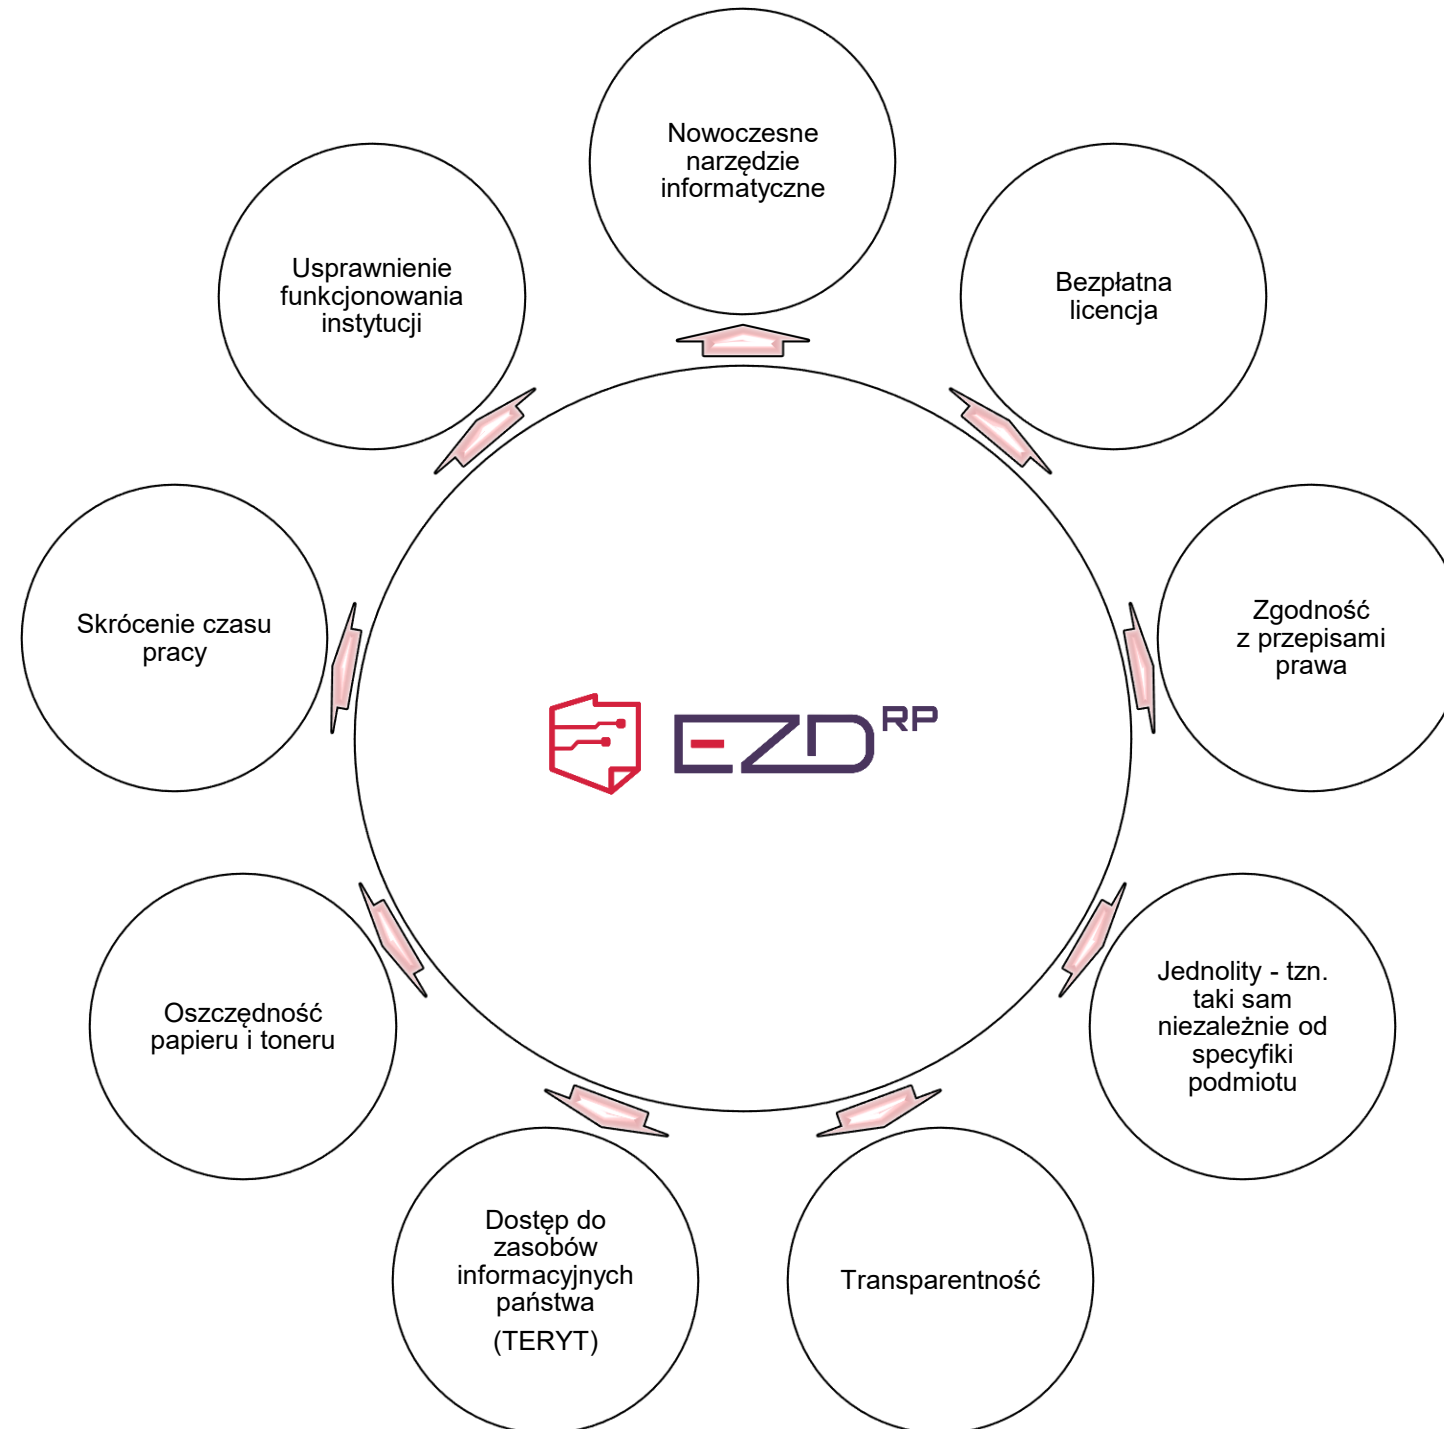 Nowoczesne
narzędzie
informatyczne
Bezpłatna
licencja
Zgodność
z przepisami
prawa
Jednolity - tzn.
taki sam
niezależnie od
specyfiki
podmiotu
Transparentność
Dostęp do
zasobów
informacyjnych
państwa
(TERYT)
Oszczędność
papieru i toneru
Skrócenie czasu
pracy
Usprawnienie
funkcjonowania
instytucji
EZD RP